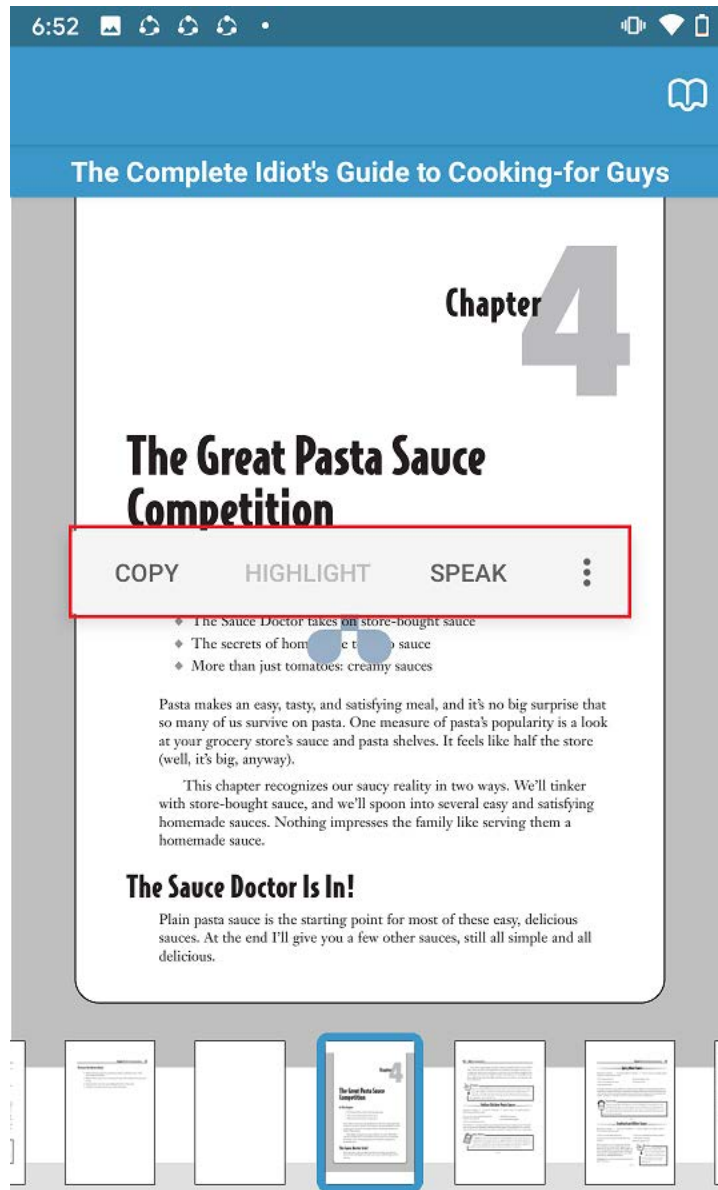 6:52
The Complete Idiot's Guide to Cooking-for Guys
Chapter 4
The Great Pasta Sauce
Competition
COPY HIGHLIGHT SPEAK
◆ The Sauce Doctor takes on store-bought sauce
◆ The secrets of sauce
◆ More than just tomatoes: creamy sauces
Pasta makes an easy, tasty, and satisfying meal, and it's no big surprise that
so many of us survive on pasta. One measure of pasta's popularity is a look
at your grocery store's sauce and pasta shelves. It feels like half the store
(well, it's big, anyway).
This chapter recognizes our saucy reality in two ways. We'll tinker
with store-bought sauce, and we'll spoon into several easy and satisfying
homemade sauces. Nothing impresses the family like serving them a
homemade sauce.
The Sauce Doctor Is In!
Plain pasta sauce is the starting point for most of these easy, delicious
sauces. At the end I'll give you a few other sauces, still all simple and all
delicious.
Chapter 4
The Great Pasta Sauce
Competition